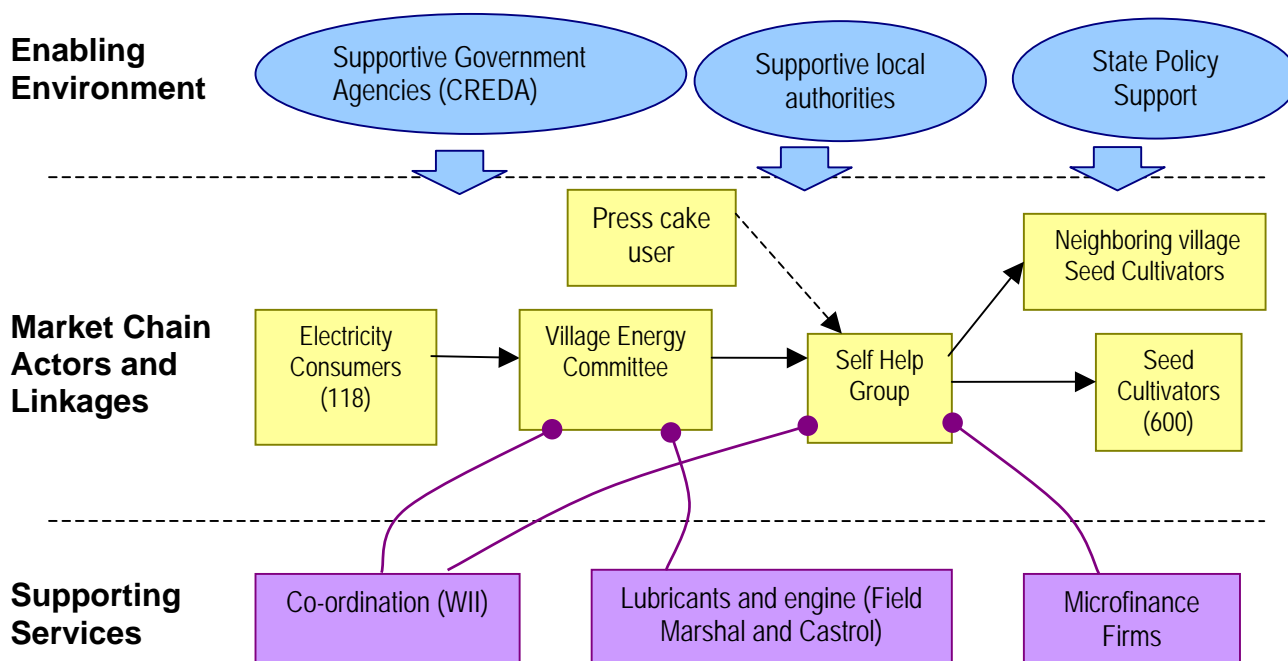 Enabling
Environment
Supportive Government
Agencies (CREDA)
Supportive local
authorities
State Policy
Support
Press cake
user
Neighboring village
Seed Cultivators
Market Chain
Actors and
Linkages
Electricity
Consumers
(118)
Village Energy
Committee
Self Help
Group
Seed
Cultivators
(600)
Supporting
Services
Co-ordination (WII)
Lubricants and engine (Field
Marshal and Castrol)
Microfinance
Firms